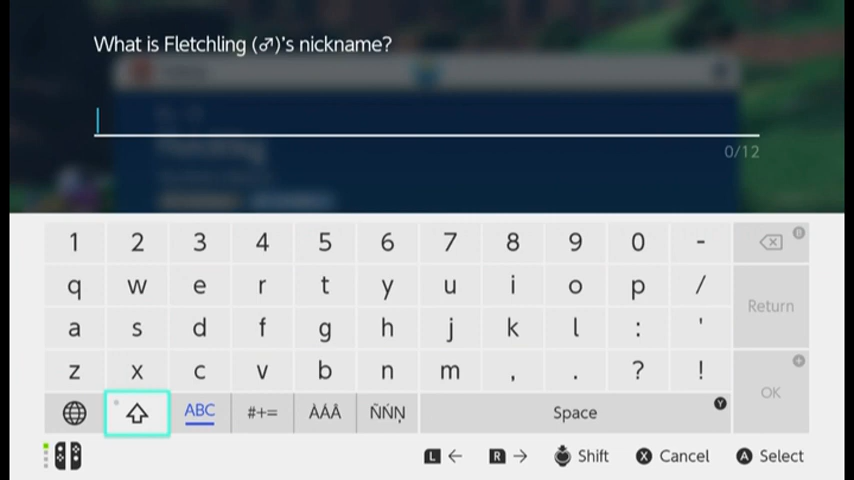 What is Fletchling (♂)'s nickname?
0/12
1 2 3 4 5 6 7 8 9 0 -
q w e r t y u i o p /
Return
a s d f g h j k l : '
z x c v b n m , . ? !
OK
ABC #+= ÀÁÂ ÑŃŅ Space Y
L ← R → Shift X Cancel A Select